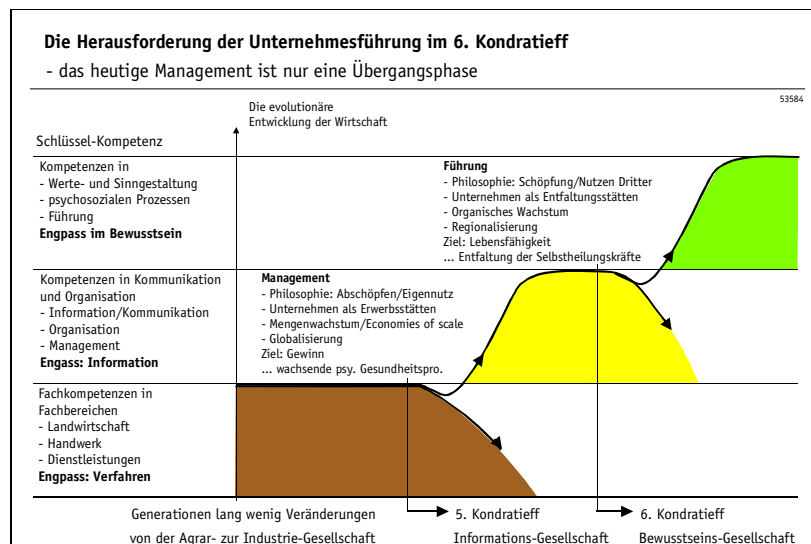 Die Herausforderung der Unternehmesführung im 6. Kondratieff
- das heutige Management ist nur eine Übergangsphase
53584
Die evolutionäre
Entwicklung der Wirtschaft
Schlüssel-Kompetenz
Kompetenzen in
- Werte- und Sinngestaltung
- psychosozialen Prozessen
- Führung
Engpass im Bewusstsein
Führung
- Philosophie: Schöpfung/Nutzen Dritter
- Unternehmen als Entfaltungsstätten
- Organisches Wachstum
- Regionalisierung
Ziel: Lebensfähigkeit
... Entfaltung der Selbstheilungskräfte
Kompetenzen in Kommunikation
und Organisation
- Information/Kommunikation
- Organisation
- Management
Engass: Information
Management
- Philosophie: Abschöpfen/Eigennutz
- Unternehmen als Erwerbsstätten
- Mengenwachstum/Economies of scale
- Globalisierung
Ziel: Gewinn
... wachsende psy. Gesundheitspro.
Fachkompetenzen in
Fachbereichen
- Landwirtschaft
- Handwerk
- Dienstleistungen
Engpass: Verfahren
Generationen lang wenig Veränderungen
von der Agrar- zur Industrie-Gesellschaft
5. Kondratieff
Informations-Gesellschaft
6. Kondratieff
Bewusstseins-Gesellschaft